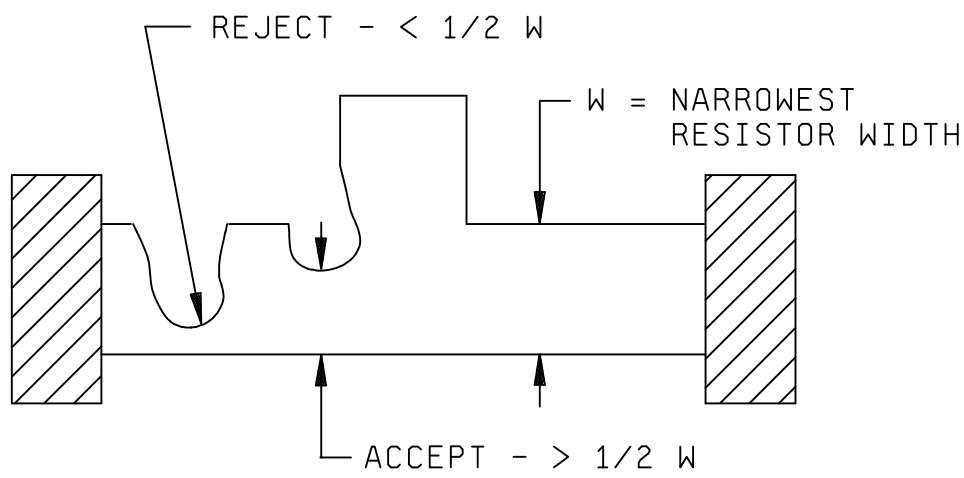 REJECT - < 1/2 W
W = NARROWEST
RESISTOR WIDTH
ACCEPT - > 1/2 W